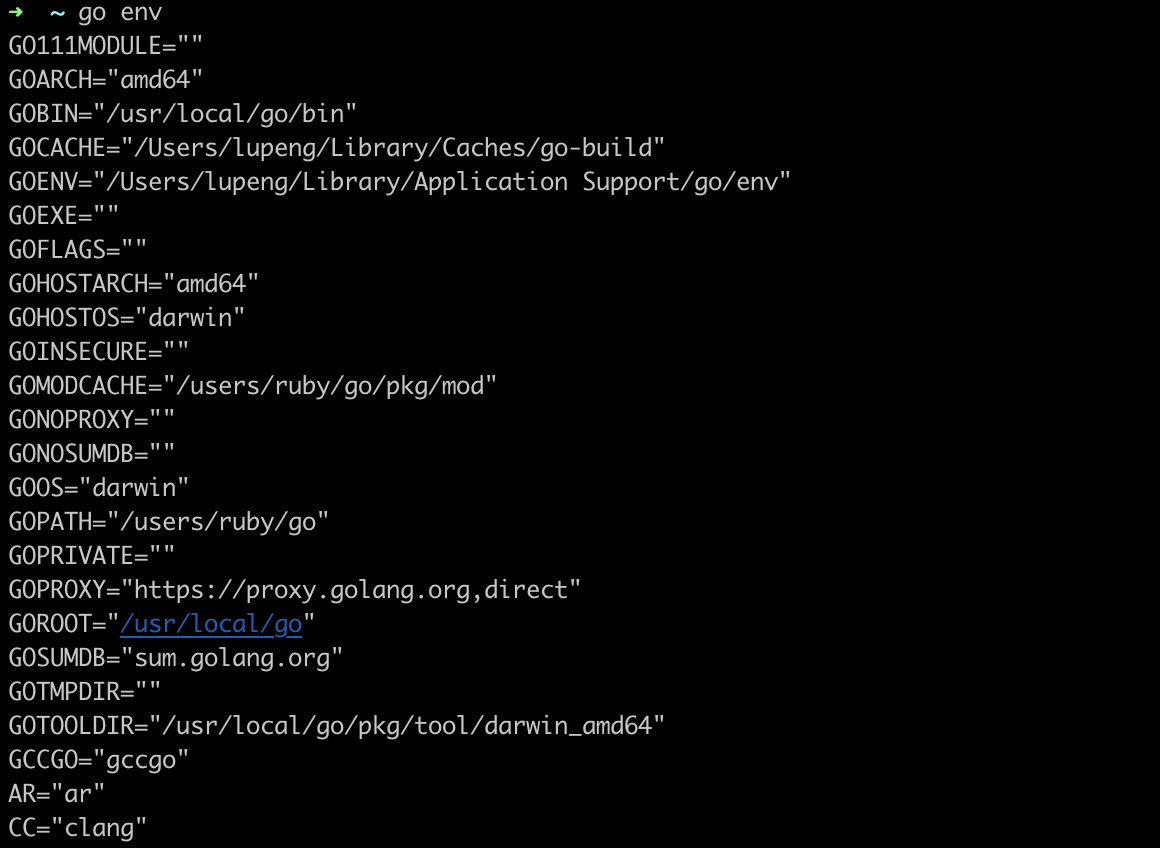 ➜  ~ go env
GO111MODULE=""
GOARCH="amd64"
GOBIN="/usr/local/go/bin"
GOCACHE="/Users/lupeng/Library/Caches/go-build"
GOENV="/Users/lupeng/Library/Application Support/go/env"
GOEXE=""
GOFLAGS=""
GOHOSTARCH="amd64"
GOHOSTOS="darwin"
GOINSECURE=""
GOMODCACHE="/users/ruby/go/pkg/mod"
GONOPROXY=""
GONOSUMDB=""
GOOS="darwin"
GOPATH="/users/ruby/go"
GOPRIVATE=""
GOPROXY="https://proxy.golang.org,direct"
GOROOT="/usr/local/go"
GOSUMDB="sum.golang.org"
GOTMPDIR=""
GOTOOLDIR="/usr/local/go/pkg/tool/darwin_amd64"
GCCGO="gccgo"
AR="ar"
CC="clang"